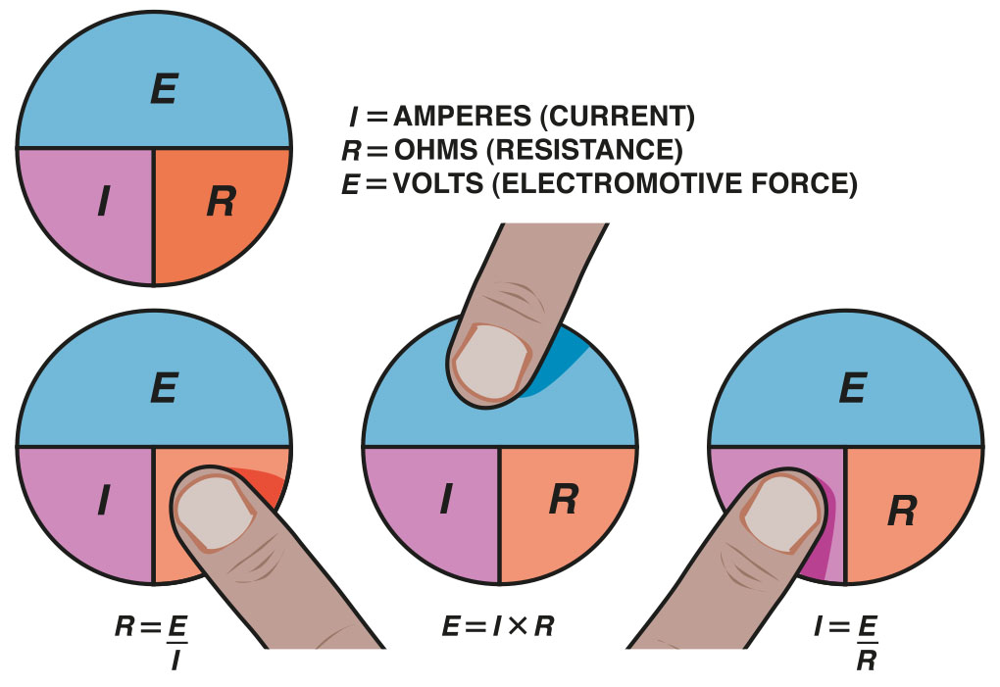 E
I R
I = AMPERES (CURRENT)
R = OHMS (RESISTANCE)
E = VOLTS (ELECTROMOTIVE FORCE)
E
I
I R
E
R
R = E
I
E = I × R
I = E
R